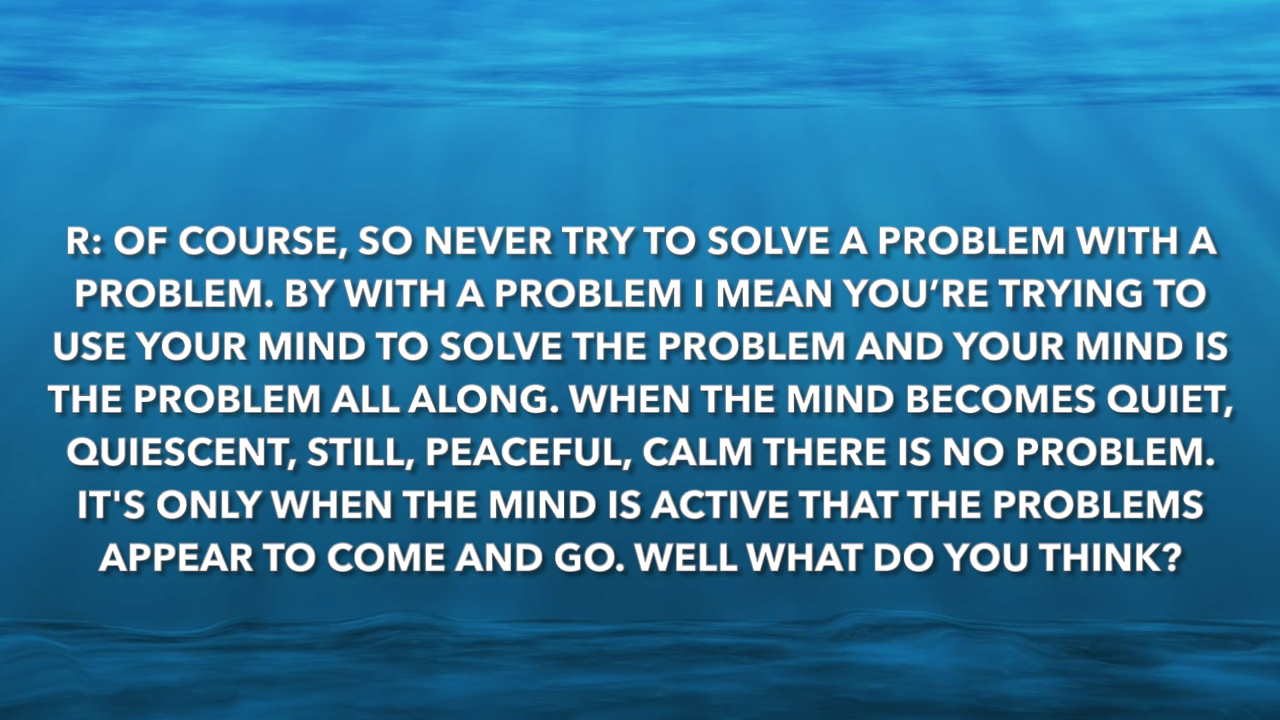 R: OF COURSE, SO NEVER TRY TO SOLVE A PROBLEM WITH A
PROBLEM. BY WITH A PROBLEM I MEAN YOU’RE TRYING TO
USE YOUR MIND TO SOLVE THE PROBLEM AND YOUR MIND IS
THE PROBLEM ALL ALONG. WHEN THE MIND BECOMES QUIET,
QUIESCENT, STILL, PEACEFUL, CALM THERE IS NO PROBLEM.
IT'S ONLY WHEN THE MIND IS ACTIVE THAT THE PROBLEMS
APPEAR TO COME AND GO. WELL WHAT DO YOU THINK?